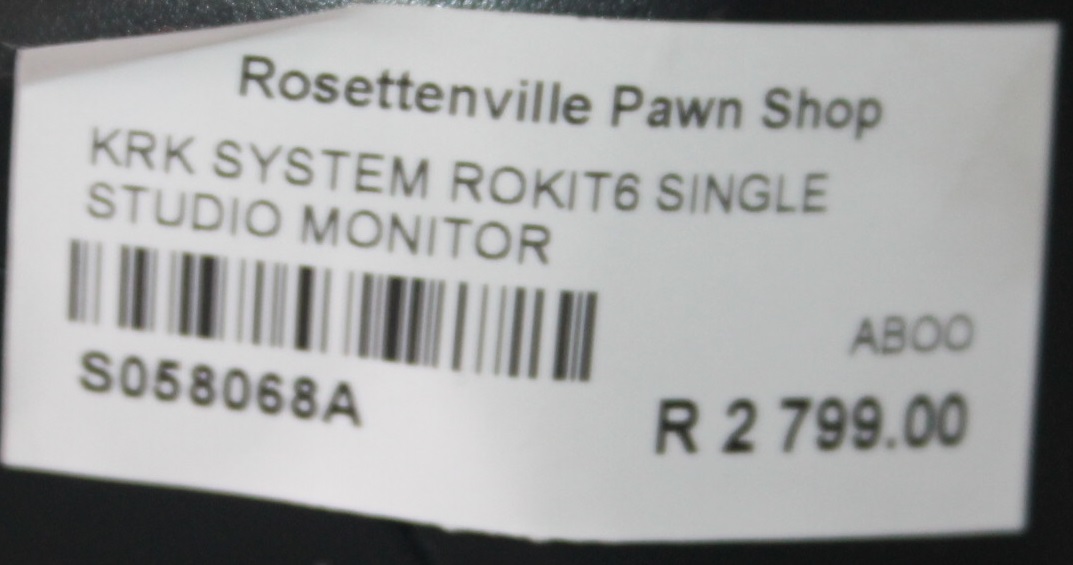 Rosettenville Pawn Shop
KRK SYSTEM ROKIT6 SINGLE
STUDIO MONITOR
ABOO
S058068A
R 2 799.00